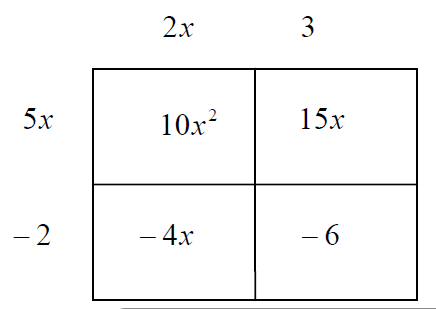 2x 3
5x 10x² 15x
– 2 – 4x – 6